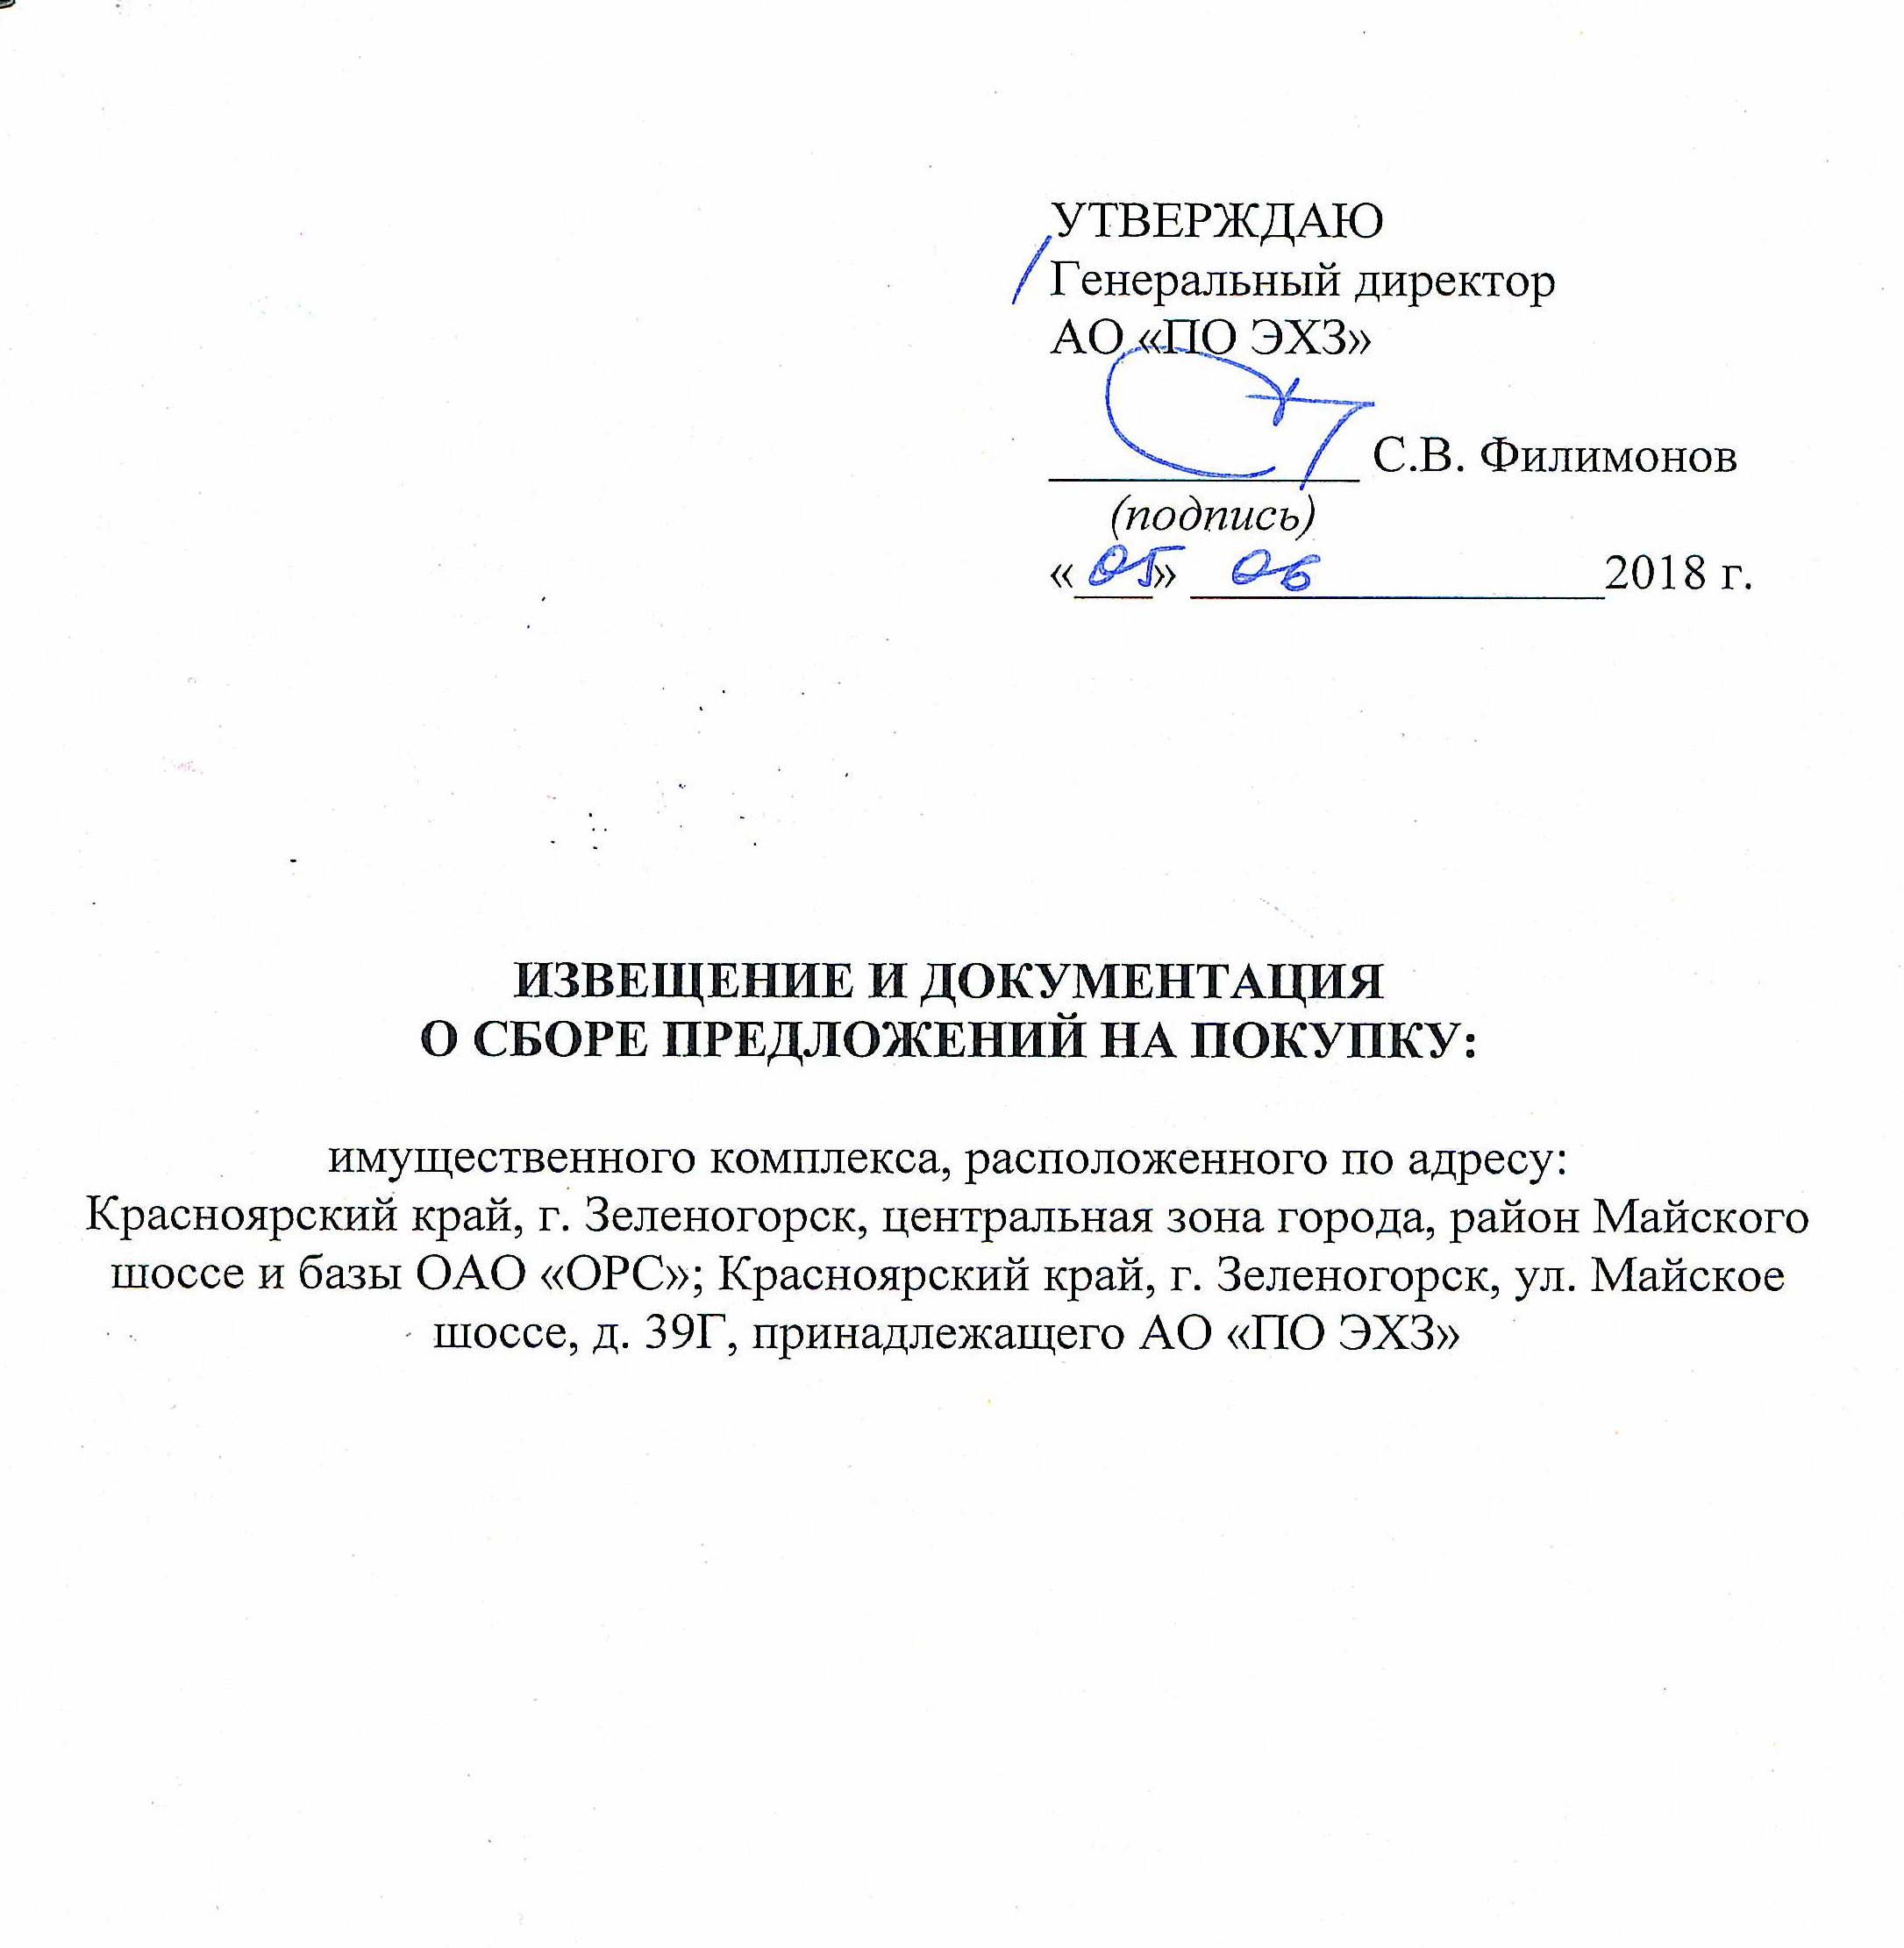 УТВЕРЖДАЮ
Генеральный директор
АО «ПО ЭХЗ»
С.В. Филимонов
(подпись)
«05» 06 2018 г.
ИЗВЕЩЕНИЕ И ДОКУМЕНТАЦИЯ
О СБОРЕ ПРЕДЛОЖЕНИЙ НА ПОКУПКУ:
имущественного комплекса, расположенного по адресу:
Красноярский край, г. Зеленогорск, центральная зона города, район Майского
шоссе и базы ОАО «ОРС»; Красноярский край, г. Зеленогорск, ул. Майское
шоссе, д. 39Г, принадлежащего АО «ПО ЭХЗ»